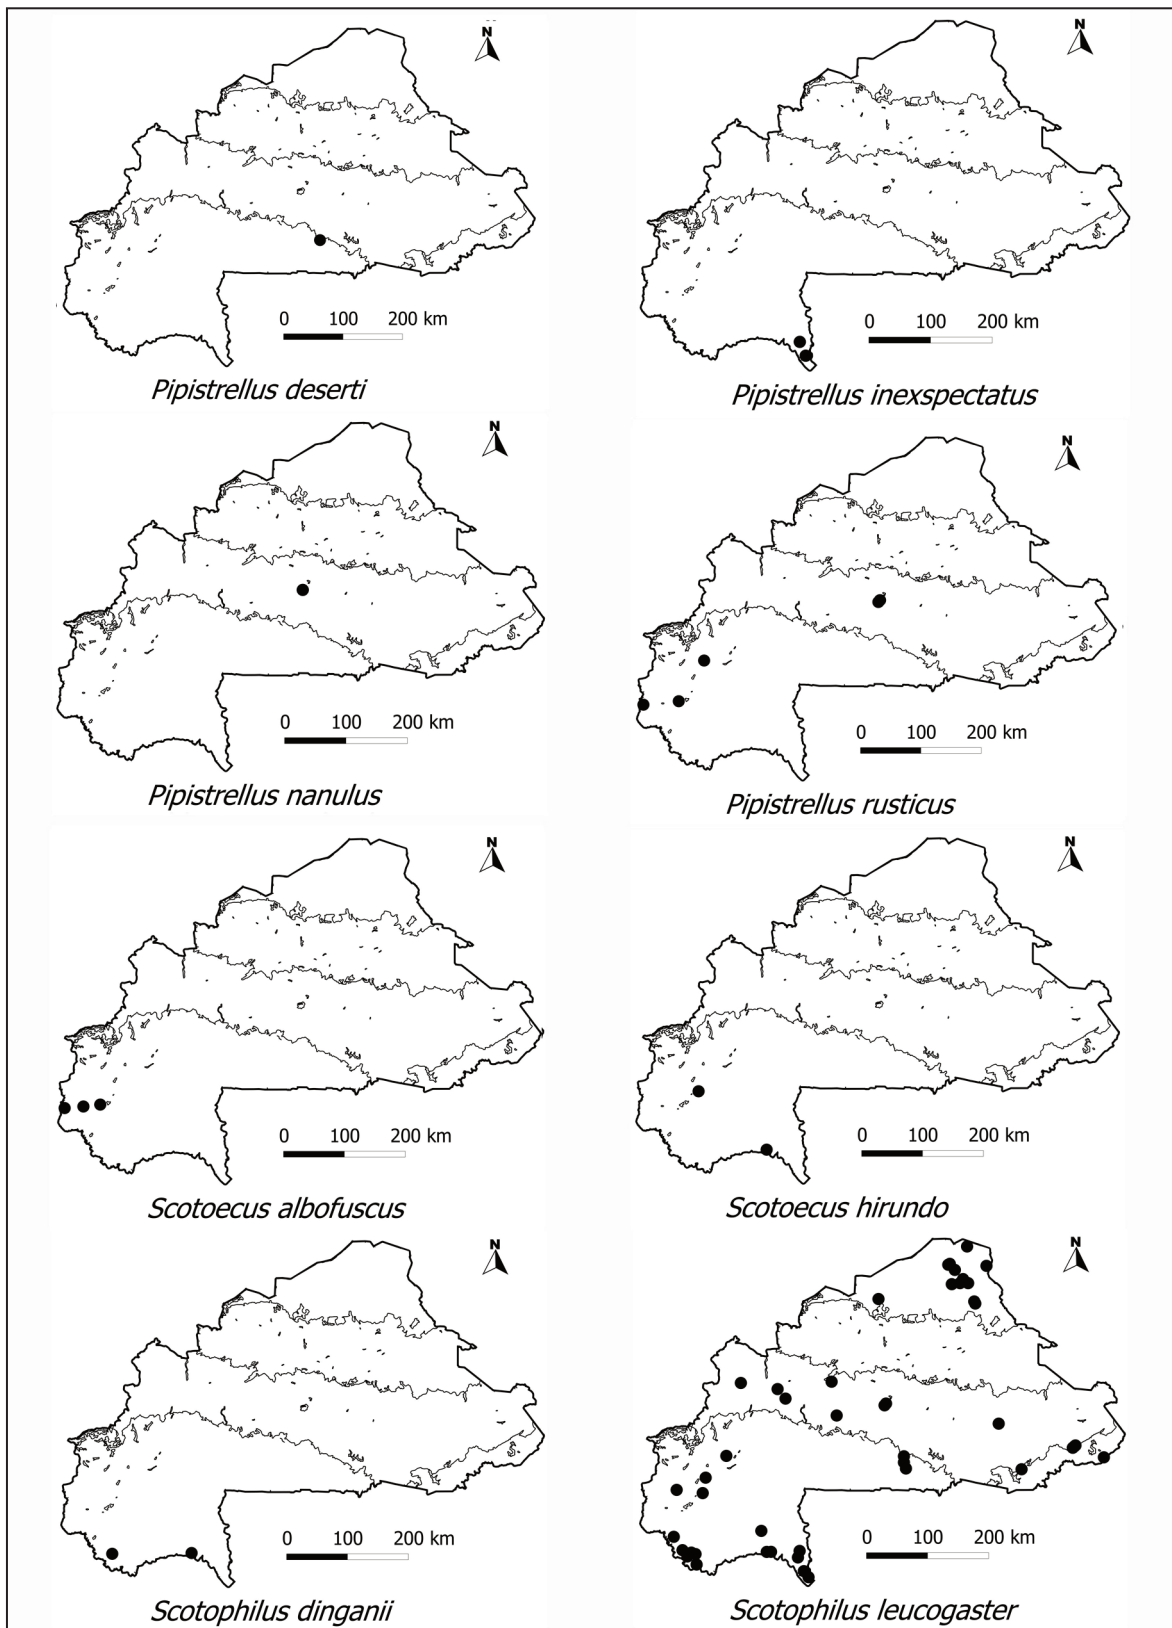 N
N
0 100 200 km
0 100 200 km
Pipistrellus deserti
Pipistrellus inexspectatus
N
N
0 100 200 km
0 100 200 km
Pipistrellus nanulus
Pipistrellus rusticus
N
N
0 100 200 km
0 100 200 km
Scotoecus albofuscus
Scotoecus hirundo
N
N
0 100 200 km
0 100 200 km
Scotophilus dinganii
Scotophilus leucogaster